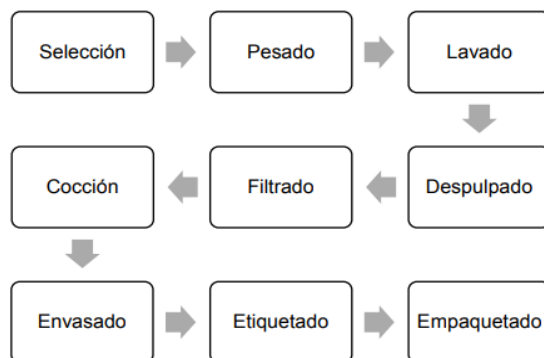 Selección
Pesado
Lavado
Despulpado
Filtrado
Cocción
Envasado
Etiquetado
Empaquetado